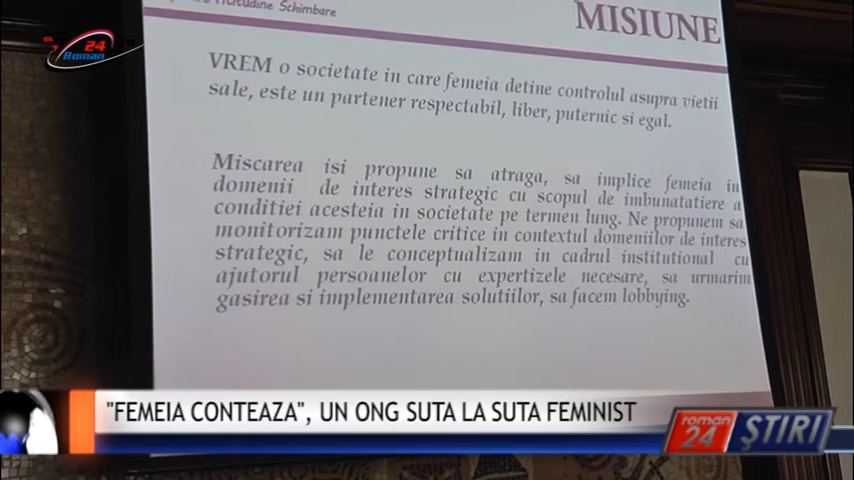 Atitudine Schimbare
MISIUNE
24
Roman
VREM o societate in care femeia detine controlul asupra vietii
sale, este un partener respectabil, liber, puternic si egal.
Miscarea isi propune sa atraga, sa implice femeia in
domenii de interes strategic cu scopul de imbunatatiere a
conditiei acesteia in societate pe termen lung. Ne propunem sa
monitorizam punctele critice in contextul domeniilor de interes
strategic, sa le conceptualizam in cadrul institutional cu
ajutorul persoanelor cu expertizele necesare, sa urmarim
gasirea si implementarea solutiilor, sa facem lobbying.
"FEMEIA CONTEAZA", UN ONG SUTA LA SUTA FEMINIST
roman
24
ȘTIRI